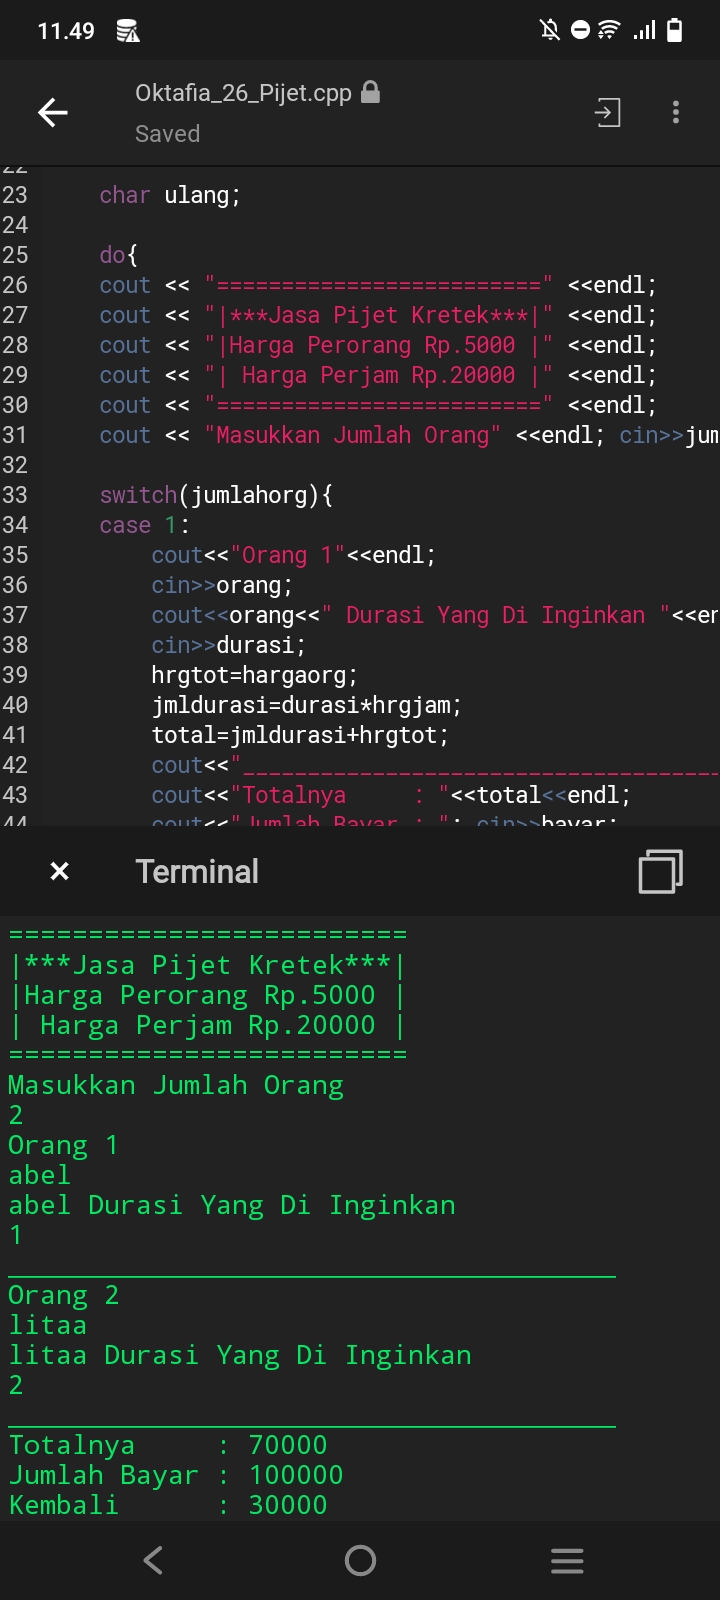 11.49
Oktafia_26_Pijet.cpp
Saved
22
23 char ulang;
24
25 do{
26 cout << "=========================" <<endl;
27 cout << "|***Jasa Pijet Kretek***|" <<endl;
28 cout << "|Harga Perorang Rp.5000 |" <<endl;
29 cout << "| Harga Perjam Rp.20000 |" <<endl;
30 cout << "=========================" <<endl;
31 cout << "Masukkan Jumlah Orang" <<endl; cin>>jum
32
33 switch(jumlahorg){
34 case 1:
35 cout<<"Orang 1"<<endl;
36 cin>>orang;
37 cout<<orang<<" Durasi Yang Di Inginkan "<<en
38 cin>>durasi;
39 hrgtot=hargaorg;
40 jmldurasi=durasi*hrgjam;
41 total=jmldurasi+hrgtot;
42 cout<<"_____________________________________
43 cout<<"Totalnya     : "<<total<<endl;
44 cout<<"Jumlah Bayar : "; cin>>bayar;
× Terminal
=========================
|***Jasa Pijet Kretek***|
|Harga Perorang Rp.5000 |
| Harga Perjam Rp.20000 |
=========================
Masukkan Jumlah Orang
2
Orang 1
abel
abel Durasi Yang Di Inginkan
1
______________________________________
Orang 2
litaa
litaa Durasi Yang Di Inginkan
2
______________________________________
Totalnya     : 70000
Jumlah Bayar : 100000
Kembali      : 30000